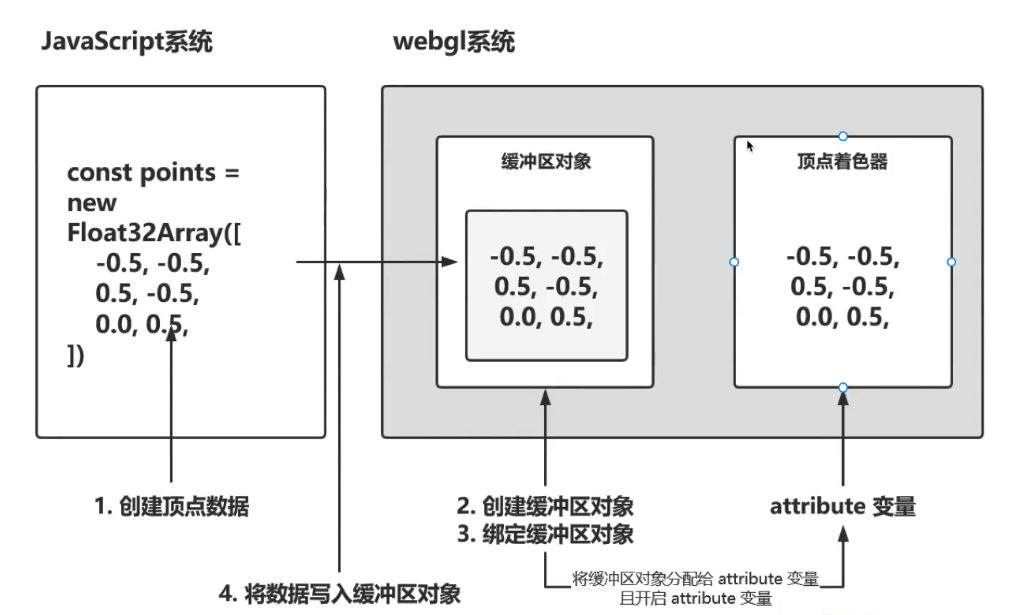 JavaScript系统
webgl系统
const points =
new
Float32Array([
-0.5, -0.5,
0.5, -0.5,
0.0, 0.5,
])
缓冲区对象
-0.5, -0.5,
0.5, -0.5,
0.0, 0.5,
顶点着色器
-0.5, -0.5,
0.5, -0.5,
0.0, 0.5,
1. 创建顶点数据
2. 创建缓冲区对象
3. 绑定缓冲区对象
attribute 变量
4. 将数据写入缓冲区对象
将缓冲区对象分配给 attribute 变量
且开启 attribute 变量